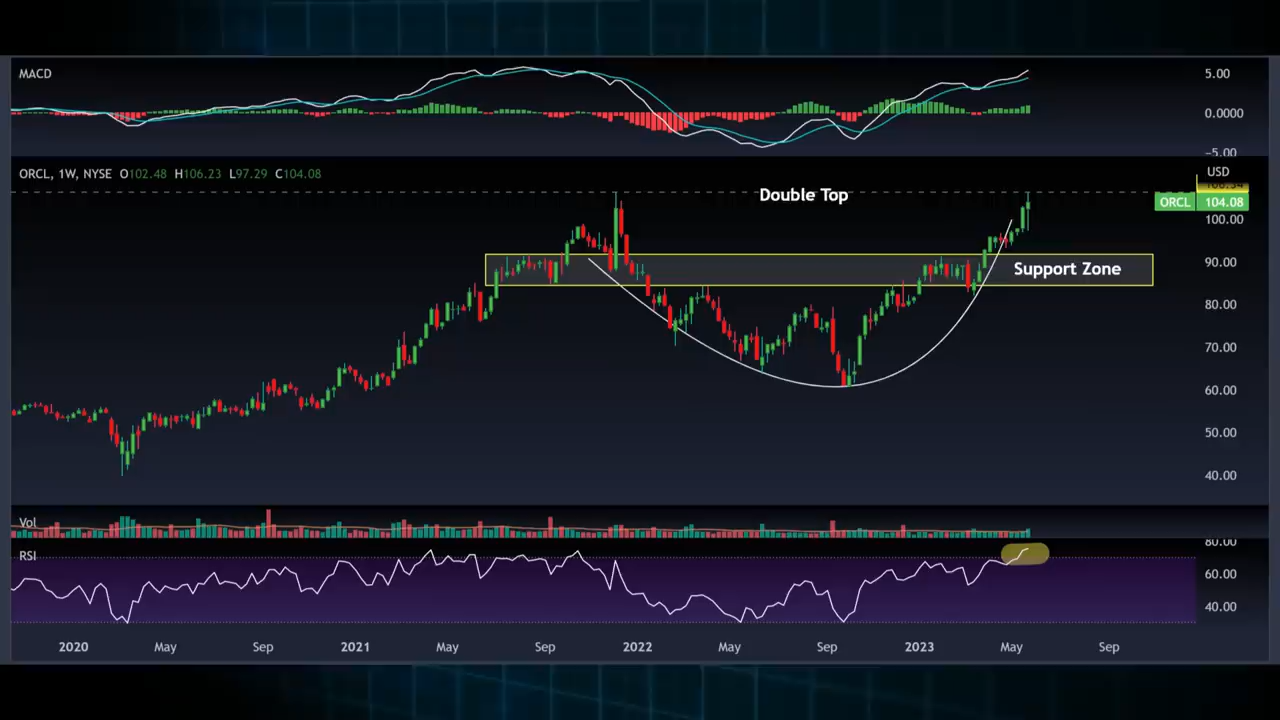 MACD
5.00
0.0000
−5.00
ORCL, 1W, NYSE O102.48 H106.23 L97.29 C104.08
USD
Double Top
ORCL 104.08
100.00
90.00
Support Zone
80.00
70.00
60.00
50.00
40.00
Vol
80.00
RSI
60.00
40.00
2020 May Sep 2021 May Sep 2022 May Sep 2023 May Sep